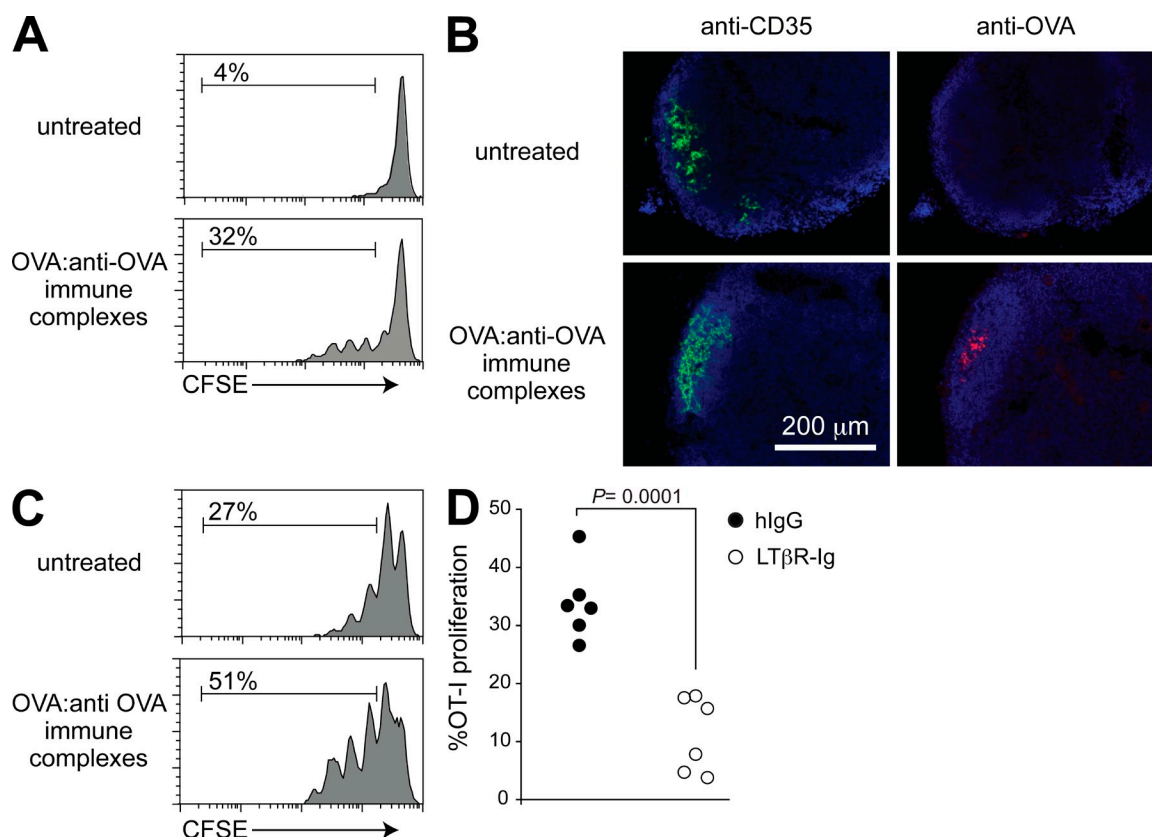 A
4%
untreated
32%
OVA:anti-OVA
immune
complexes
CFSE
B
anti-CD35
anti-OVA
untreated
OVA:anti-OVA
immune
complexes
200 μm
C
27%
untreated
51%
OVA:anti OVA
immune
complexes
CFSE
D
P= 0.0001
50
40
30
20
10
0
%OT-I proliferation
hIgG
LTβR-Ig